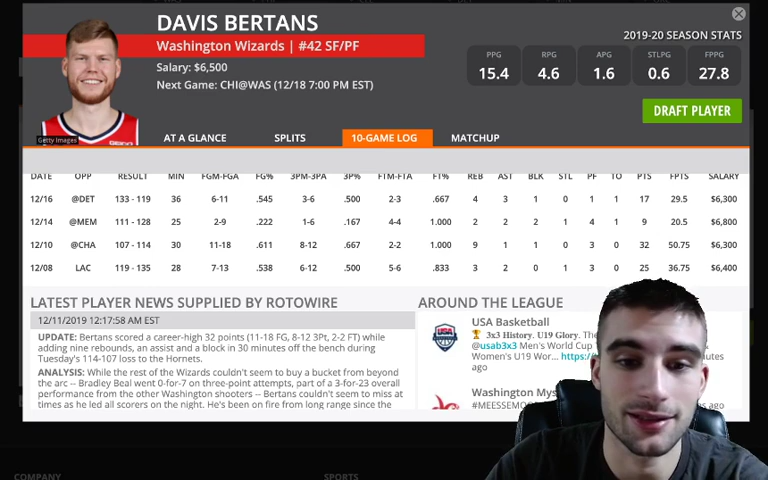 DAVIS BERTANS
Washington Wizards | #42 SF/PF
Salary: $6,500
Next Game: CHI@WAS (12/18 7:00 PM EST)
2019-20 SEASON STATS
PPG RPG APG STLPG FPPG
15.4 4.6 1.6 0.6 27.8
DRAFT PLAYER
Getty Images
AT A GLANCE SPLITS 10-GAME LOG MATCHUP
DATE OPP RESULT MIN FGM-FGA FG% 3PM-3PA 3P% FTM-FTA FT% REB AST BLK STL PF TO PTS FPTS SALARY
12/16 @DET 133 - 119 36 6-11 .545 3-6 .500 2-3 .667 4 3 1 0 1 1 17 29.5 $6,300
12/14 @MEM 111 - 128 25 2-9 .222 1-6 .167 4-4 1.000 2 2 2 1 4 1 9 20.5 $6,800
12/10 @CHA 107 - 114 30 11-18 .611 8-12 .667 2-2 1.000 9 1 1 0 3 0 32 50.75 $6,300
12/08 LAC 119 - 135 28 7-13 .538 6-12 .500 5-6 .833 3 2 0 1 3 0 25 36.75 $6,400
LATEST PLAYER NEWS SUPPLIED BY ROTOWIRE
12/11/2019 12:17:58 AM EST
UPDATE: Bertans scored a career-high 32 points (11-18 FG, 8-12 3Pt, 2-2 FT) while
adding nine rebounds, an assist and a block in 30 minutes off the bench during
Tuesday's 114-107 loss to the Hornets.
ANALYSIS: While the rest of the Wizards couldn't seem to buy a bucket from beyond
the arc -- Bradley Beal went 0-for-7 on three-point attempts, part of a 3-for-23 overall
performance from the other Washington shooters -- Bertans couldn't seem to miss at
times as he led all scorers on the night. He's been on fire from long range since the
AROUND THE LEAGUE
USA Basketball
🏆 3x3 History. U19 Glory. The
@usab3x3 Men's World Cup
Women's U19 Wor... https://
minutes
ago
Washington Mys
ago
COMPANY SPORTS